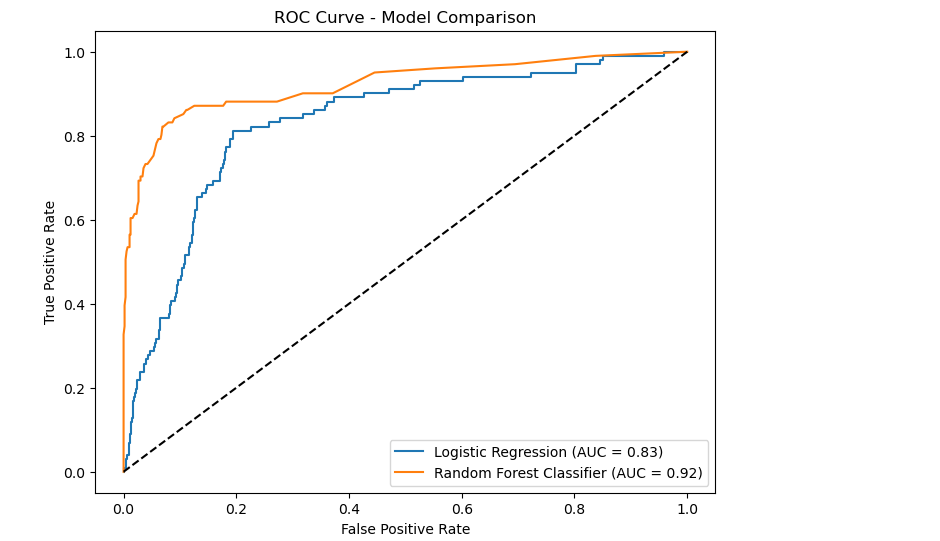 ROC Curve - Model Comparison
1.0
0.8
0.6
0.4
0.2
0.0
True Positive Rate
Logistic Regression (AUC = 0.83)
Random Forest Classifier (AUC = 0.92)
0.0 0.2 0.4 0.6 0.8 1.0
False Positive Rate